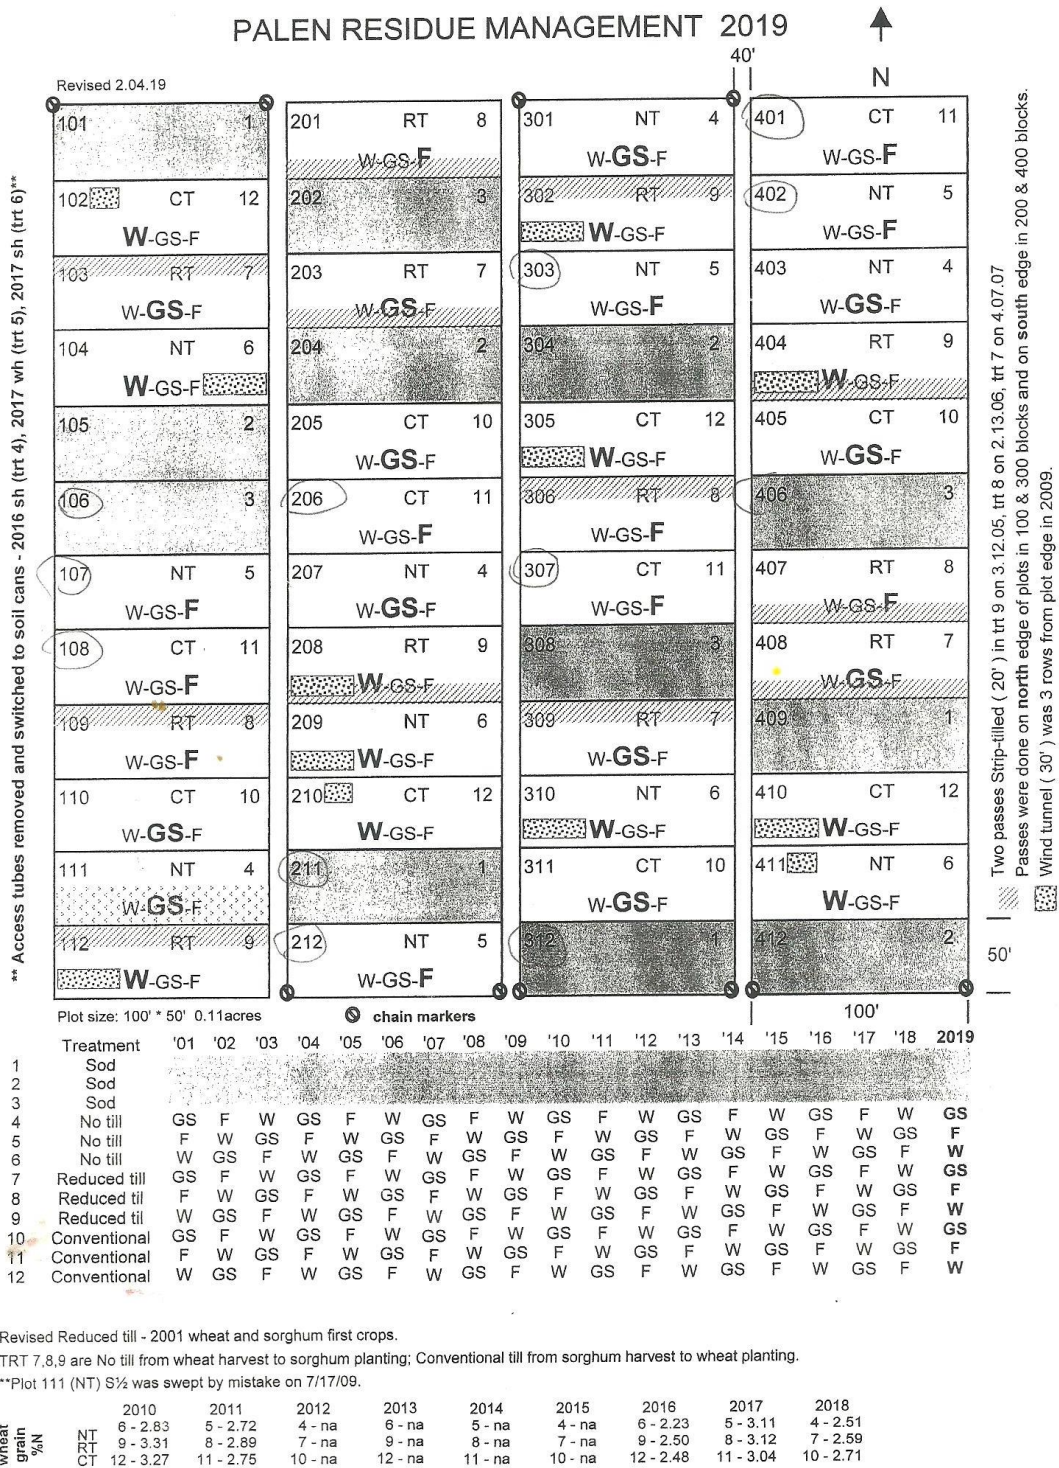 PALEN RESIDUE MANAGEMENT 2019
40'
N
Revised 2.04.19
101 1
102 CT 12
W-GS-F
103 RT 7
W-GS-F
104 NT 6
W-GS-F
105 2
106 3
107 NT 5
W-GS-F
108 CT 11
W-GS-F
109 RT 8
W-GS-F
110 CT 10
W-GS-F
111 NT 4
W-GS-F
112 RT 9
W-GS-F
201 RT 8
W-GS-F
202 3
203 RT 7
W-GS-F
204 2
205 CT 10
W-GS-F
206 CT 11
W-GS-F
207 NT 4
W-GS-F
208 RT 9
W-GS-F
209 NT 6
W-GS-F
210 CT 12
W-GS-F
211 1
212 NT 5
W-GS-F
301 NT 4
W-GS-F
302 RT 9
W-GS-F
303 NT 5
W-GS-F
304 2
305 CT 12
W-GS-F
306 RT 8
W-GS-F
307 CT 11
W-GS-F
308 3
309 RT 7
W-GS-F
310 NT 6
W-GS-F
311 CT 10
W-GS-F
312 1
401 CT 11
W-GS-F
402 NT 5
W-GS-F
403 NT 4
W-GS-F
404 RT 9
W-GS-F
405 CT 10
W-GS-F
406 3
407 RT 8
W-GS-F
408 RT 7
W-GS-F
409 1
410 CT 12
W-GS-F
411 NT 6
W-GS-F
412 2
** Access tubes removed and switched to soil cans - 2016 sh (trt 4), 2017 wh (trt 5), 2017 sh (trt 6)**
Two passes Strip-tilled ( 20' ) in trt 9 on 3.12.05, trt 8 on 2.13.06, trt 7 on 4.07.07
Passes were done on north edge of plots in 100 & 300 blocks and on south edge in 200 & 400 blocks.
Wind tunnel ( 30' ) was 3 rows from plot edge in 2009.
50'
100'
Plot size: 100' * 50' 0.11acres
chain markers
Treatment '01 '02 '03 '04 '05 '06 '07 '08 '09 '10 '11 '12 '13 '14 '15 '16 '17 '18 2019
1 Sod
2 Sod
3 Sod
4 No till GS F W GS F W GS F W GS F W GS F W GS F W GS
5 No till F W GS F W GS F W GS F W GS F W GS F W GS F
6 No till W GS F W GS F W GS F W GS F W GS F W GS F W
7 Reduced till GS F W GS F W GS F W GS F W GS F W GS F W GS
8 Reduced til F W GS F W GS F W GS F W GS F W GS F W GS F
9 Reduced til W GS F W GS F W GS F W GS F W GS F W GS F W
10 Conventional GS F W GS F W GS F W GS F W GS F W GS F W GS
11 Conventional F W GS F W GS F W GS F W GS F W GS F W GS F
12 Conventional W GS F W GS F W GS F W GS F W GS F W GS F W
Revised Reduced till - 2001 wheat and sorghum first crops.
TRT 7,8,9 are No till from wheat harvest to sorghum planting; Conventional till from sorghum harvest to wheat planting.
**Plot 111 (NT) S½ was swept by mistake on 7/17/09.
wheat grain %N
2010 2011 2012 2013 2014 2015 2016 2017 2018
NT 6 - 2.83 5 - 2.72 4 - na 6 - na 5 - na 4 - na 6 - 2.23 5 - 3.11 4 - 2.51
RT 9 - 3.31 8 - 2.89 7 - na 9 - na 8 - na 7 - na 9 - 2.50 8 - 3.12 7 - 2.59
CT 12 - 3.27 11 - 2.75 10 - na 12 - na 11 - na 10 - na 12 - 2.48 11 - 3.04 10 - 2.71